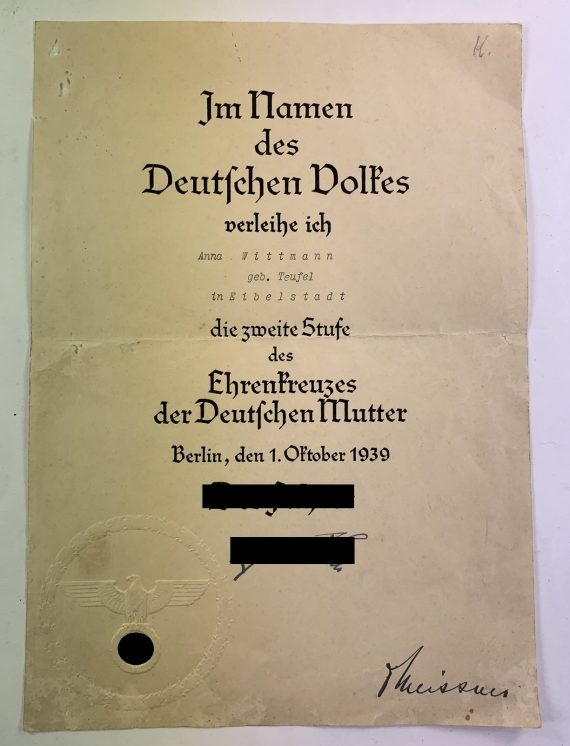 K.
Im Namen
des
Deutschen Volkes
verleihe ich
Anna Wittmann
geb. Teufel
in Eibelstadt
die zweite Stufe
des
Ehrenkreuzes
der Deutschen Mutter
Berlin, den 1. Oktober 1939
Meissner